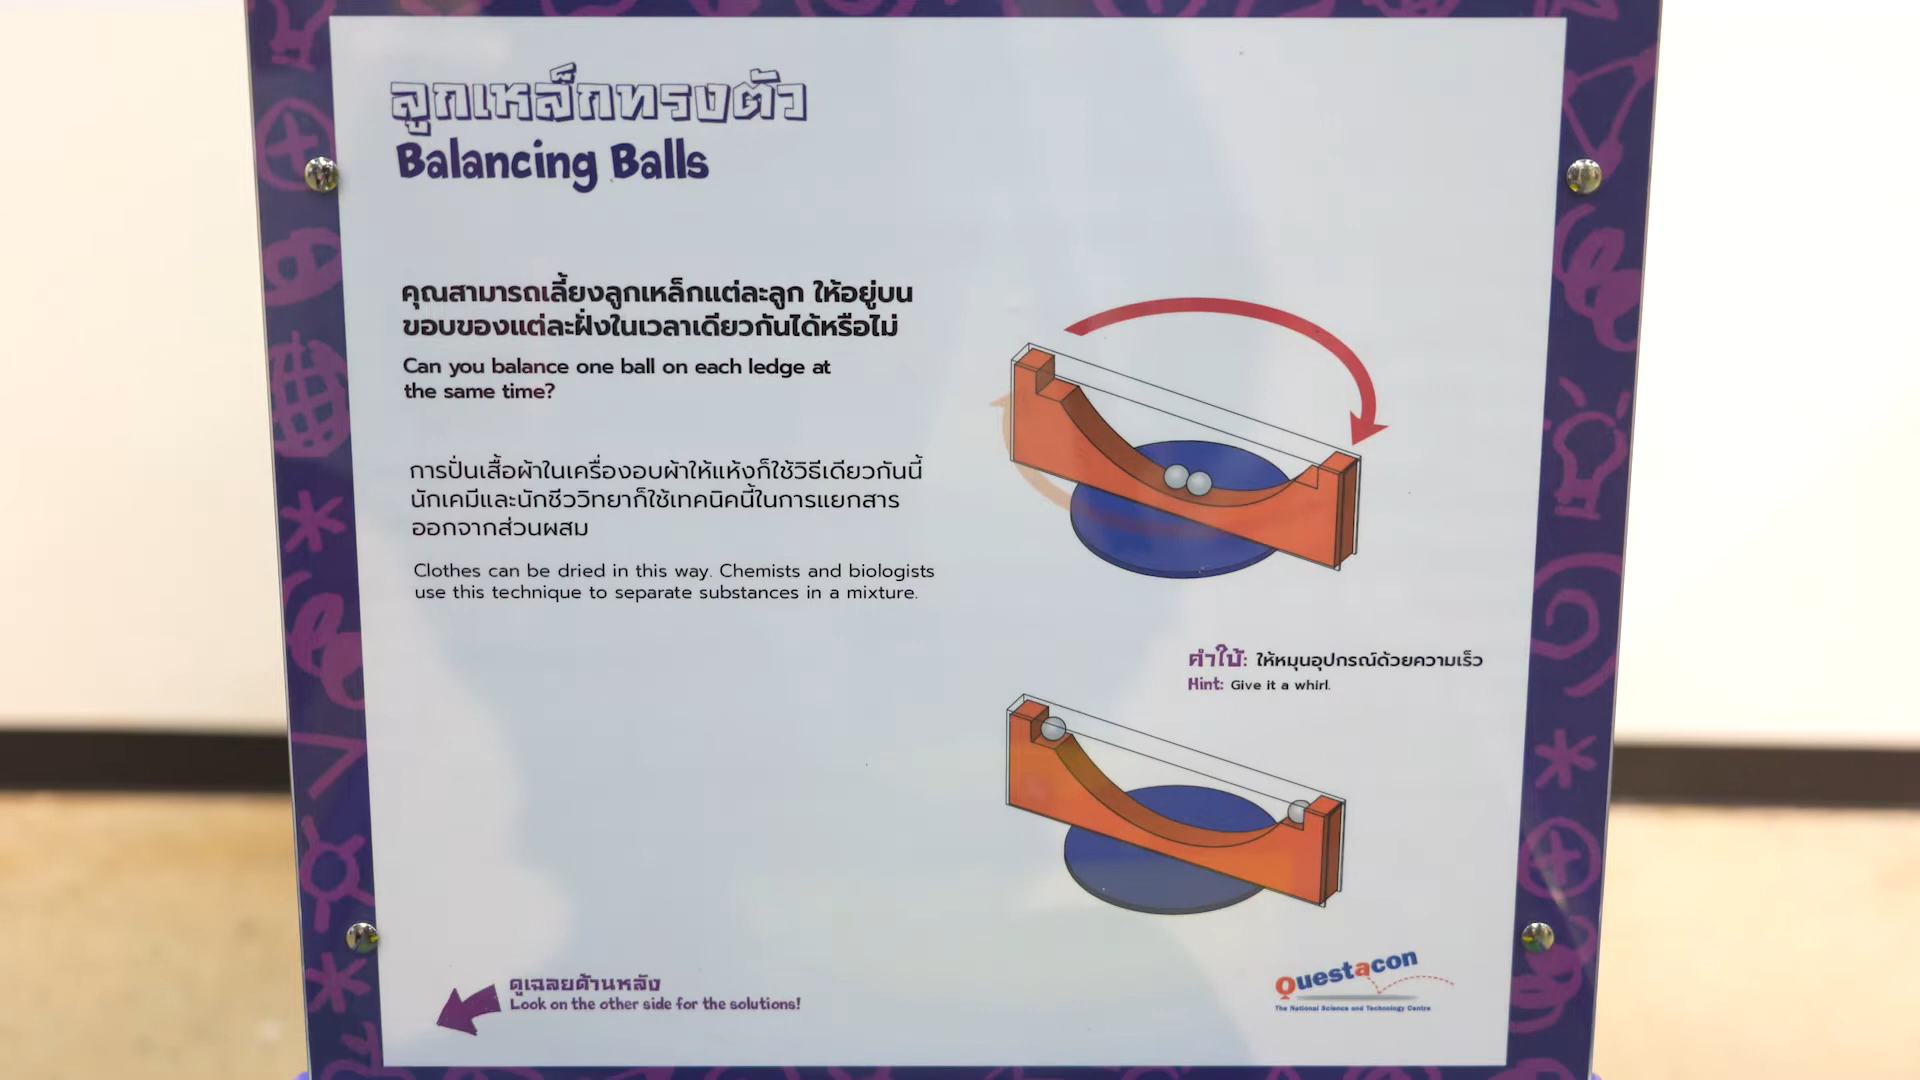 ลูกเหล็กทรงตัว
Balancing Balls
คุณสามารถเลี้ยงลูกเหล็กแต่ละลูก ให้อยู่บน
ขอบของแต่ละฝั่งในเวลาเดียวกันได้หรือไม่
Can you balance one ball on each ledge at
the same time?
การปั่นเสื้อผ้าในเครื่องอบผ้าให้แห้งก็ใช้วิธีเดียวกันนี้
นักเคมีและนักชีววิทยาก็ใช้เทคนิคนี้ในการแยกสาร
ออกจากส่วนผสม
Clothes can be dried in this way. Chemists and biologists
use this technique to separate substances in a mixture.
คำใบ้: ให้หมุนอุปกรณ์ด้วยความเร็ว
Hint: Give it a whirl.
ดูเฉลยด้านหลัง
Look on the other side for the solutions!
Questacon
The National Science and Technology Centre